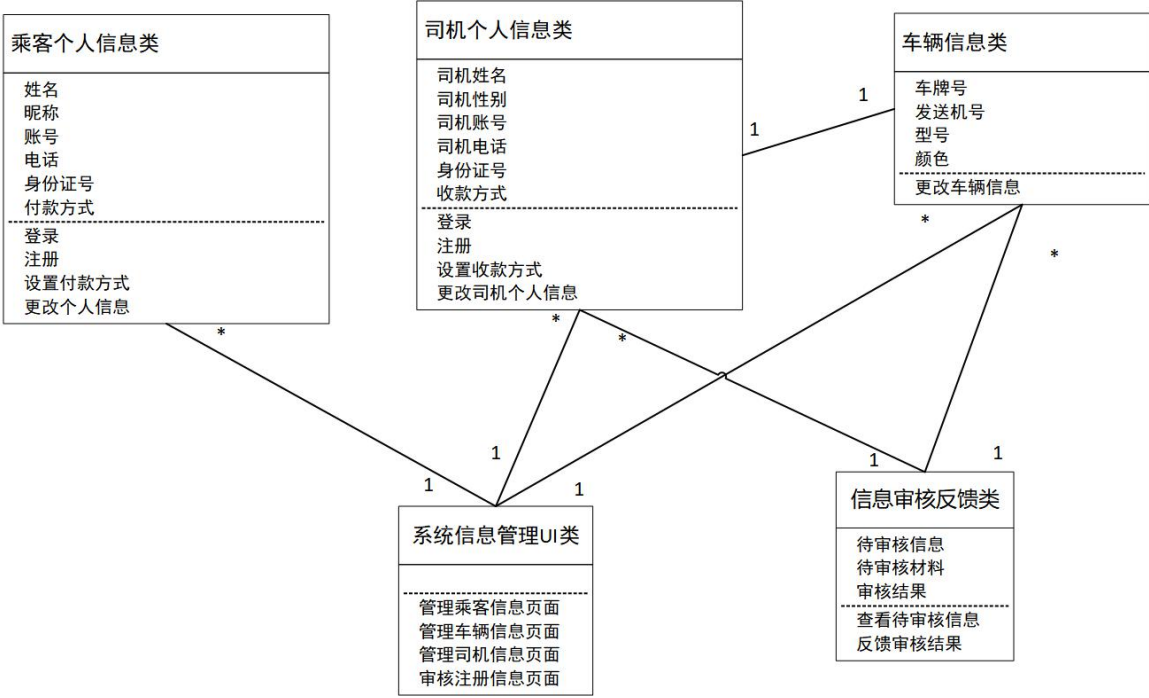 乘客个人信息类
姓名
昵称
账号
电话
身份证号
付款方式
登录
注册
设置付款方式
更改个人信息
司机个人信息类
司机姓名
司机性别
司机账号
司机电话
身份证号
收款方式
登录
注册
设置收款方式
更改司机个人信息
车辆信息类
车牌号
发送机号
型号
颜色
更改车辆信息
1
1
*
*
*
*
*
1
1
1
1
1
系统信息管理UI类
管理乘客信息页面
管理车辆信息页面
管理司机信息页面
审核注册信息页面
信息审核反馈类
待审核信息
待审核材料
审核结果
查看待审核信息
反馈审核结果